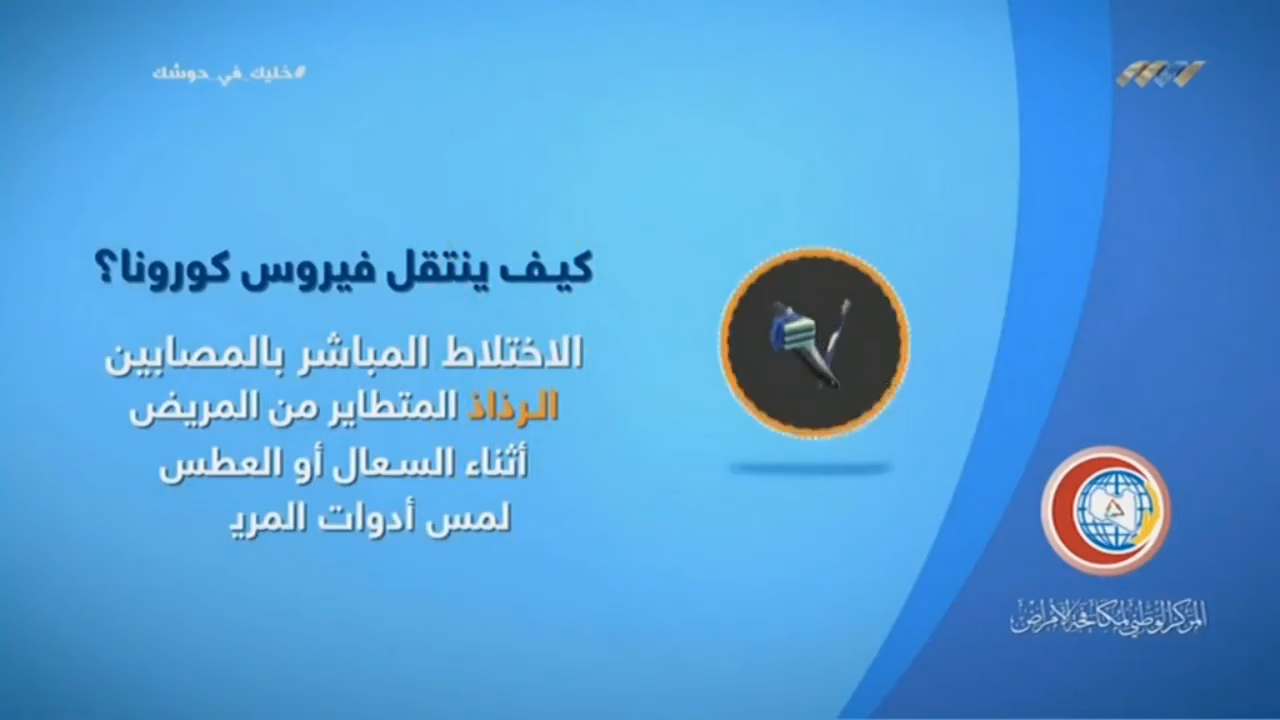 #خليك_في_حوشك
كيف ينتقل فيروس كورونا؟
الاختلاط المباشر بالمصابين
الرذاذ المتطاير من المريض
أثناء السعال أو العطس
لمس أدوات المريـ
المركز الوطني لمكافحة الأمراض